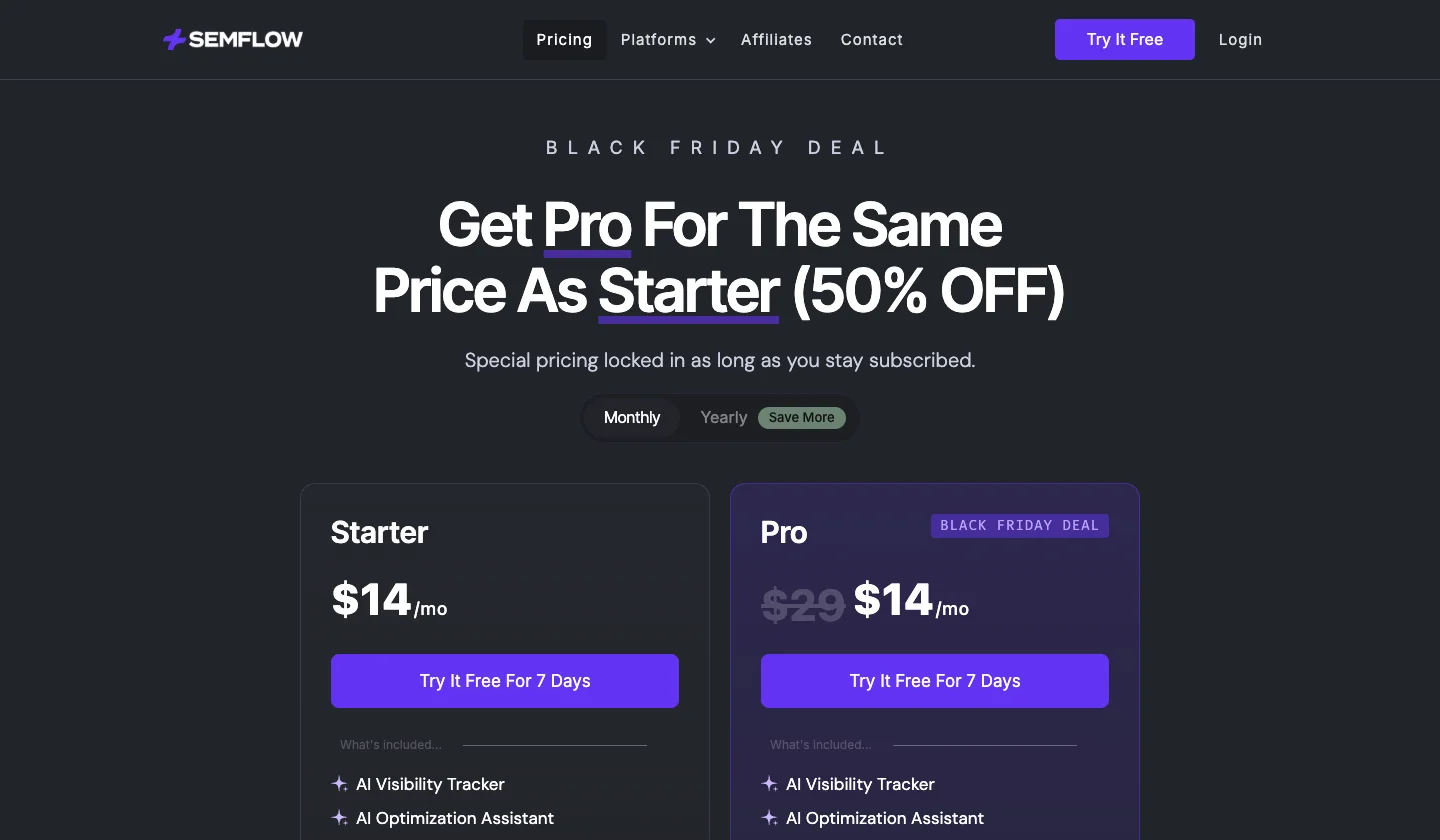 SEMFLOW
Pricing
Platforms
Affiliates
Contact
Try It Free
Login
BLACK FRIDAY DEAL
Get Pro For The Same
Price As Starter (50% OFF)
Special pricing locked in as long as you stay subscribed.
Monthly
Yearly
Save More
Starter
$14/mo
Try It Free For 7 Days
What's included...
AI Visibility Tracker
AI Optimization Assistant
Pro
BLACK FRIDAY DEAL
$29 $14/mo
Try It Free For 7 Days
What's included...
AI Visibility Tracker
AI Optimization Assistant